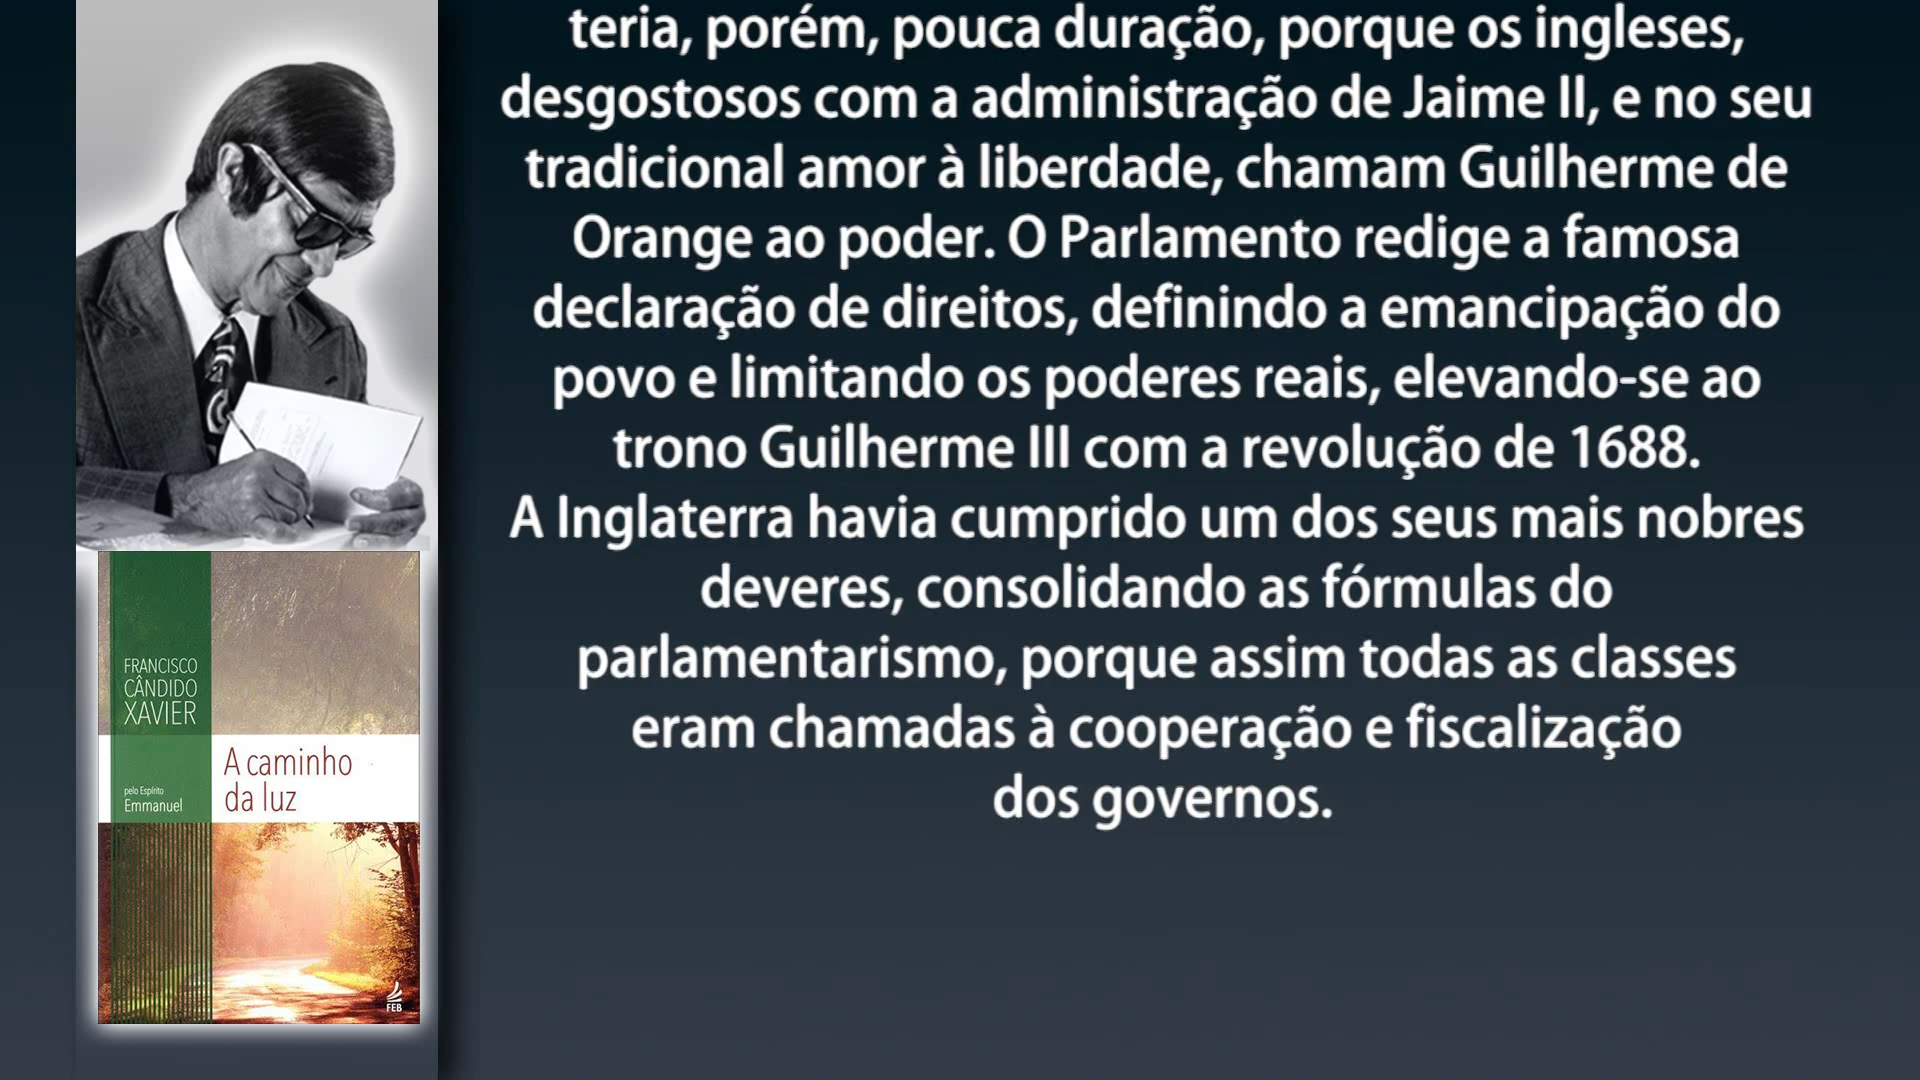 teria, porém, pouca duração, porque os ingleses,
desgostosos com a administração de Jaime II, e no seu
tradicional amor à liberdade, chamam Guilherme de
Orange ao poder. O Parlamento redige a famosa
declaração de direitos, definindo a emancipação do
povo e limitando os poderes reais, elevando-se ao
trono Guilherme III com a revolução de 1688.
A Inglaterra havia cumprido um dos seus mais nobres
deveres, consolidando as fórmulas do
parlamentarismo, porque assim todas as classes
eram chamadas à cooperação e fiscalização
dos governos.
FRANCISCO
CÂNDIDO
XAVIER
A caminho
da luz
pelo Espírito
Emmanuel
FEB